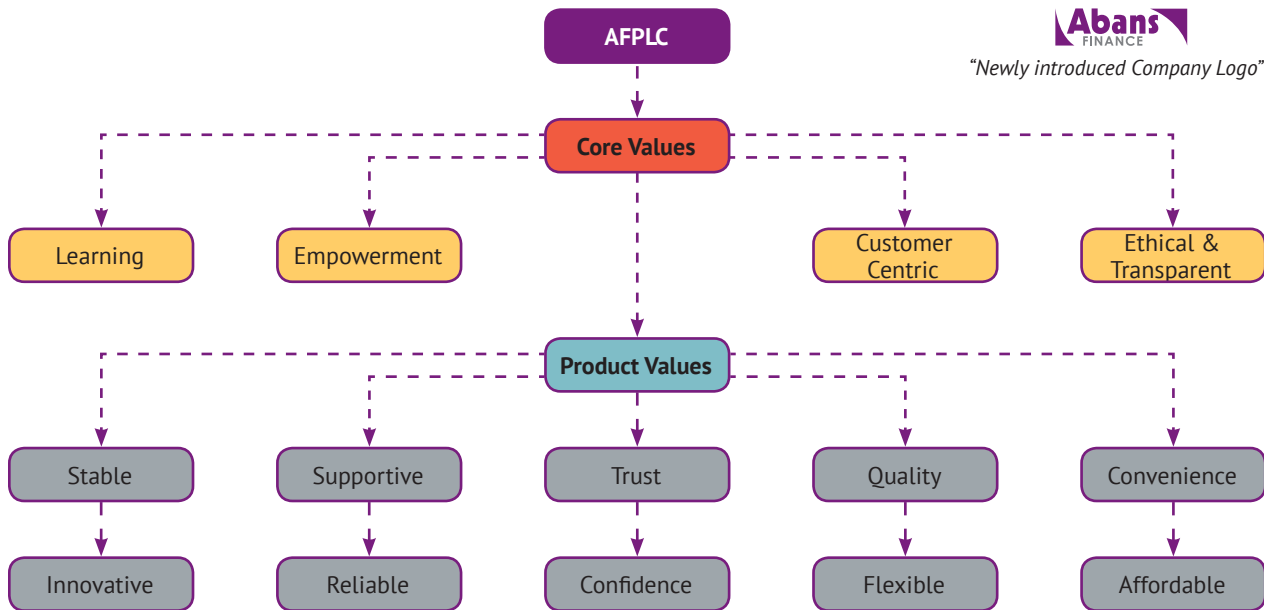 AFPLC
Abans
FINANCE
“Newly introduced Company Logo”
Core Values
Learning
Empowerment
Customer
Centric
Ethical &
Transparent
Product Values
Stable
Supportive
Trust
Quality
Convenience
Innovative
Reliable
Confidence
Flexible
Affordable